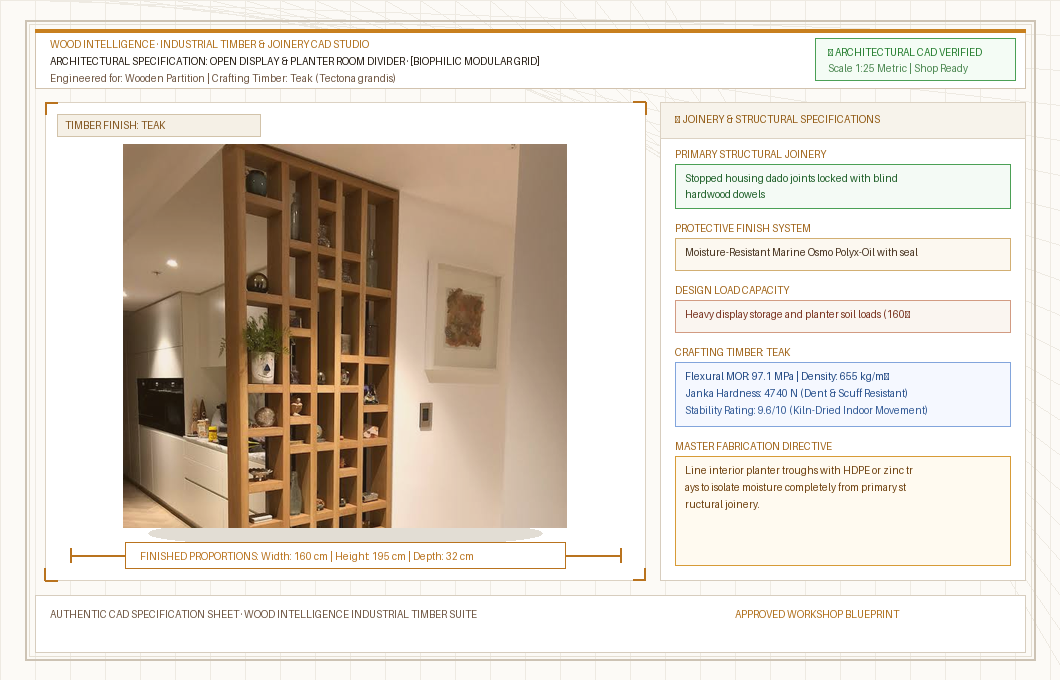 WOOD INTELLIGENCE · INDUSTRIAL TIMBER & JOINERY CAD STUDIO
ARCHITECTURAL SPECIFICATION: OPEN DISPLAY & PLANTER ROOM DIVIDER · [BIOPHILIC MODULAR GRID]
Engineered for: Wooden Partition | Crafting Timber: Teak (Tectona grandis)
ARCHITECTURAL CAD VERIFIED
Scale 1:25 Metric | Shop Ready
TIMBER FINISH: TEAK
FINISHED PROPORTIONS: Width: 160 cm | Height: 195 cm | Depth: 32 cm
JOINERY & STRUCTURAL SPECIFICATIONS
PRIMARY STRUCTURAL JOINERY
Stopped housing dado joints locked with blind
hardwood dowels
PROTECTIVE FINISH SYSTEM
Moisture-Resistant Marine Osmo Polyx-Oil with seal
DESIGN LOAD CAPACITY
Heavy display storage and planter soil loads (160
CRAFTING TIMBER: TEAK
Flexural MOR: 97.1 MPa | Density: 655 kg/m
Janka Hardness: 4740 N (Dent & Scuff Resistant)
Stability Rating: 9.6/10 (Kiln-Dried Indoor Movement)
MASTER FABRICATION DIRECTIVE
Line interior planter troughs with HDPE or zinc tr
ays to isolate moisture completely from primary st
ructural joinery.
AUTHENTIC CAD SPECIFICATION SHEET · WOOD INTELLIGENCE INDUSTRIAL TIMBER SUITE
APPROVED WORKSHOP BLUEPRINT